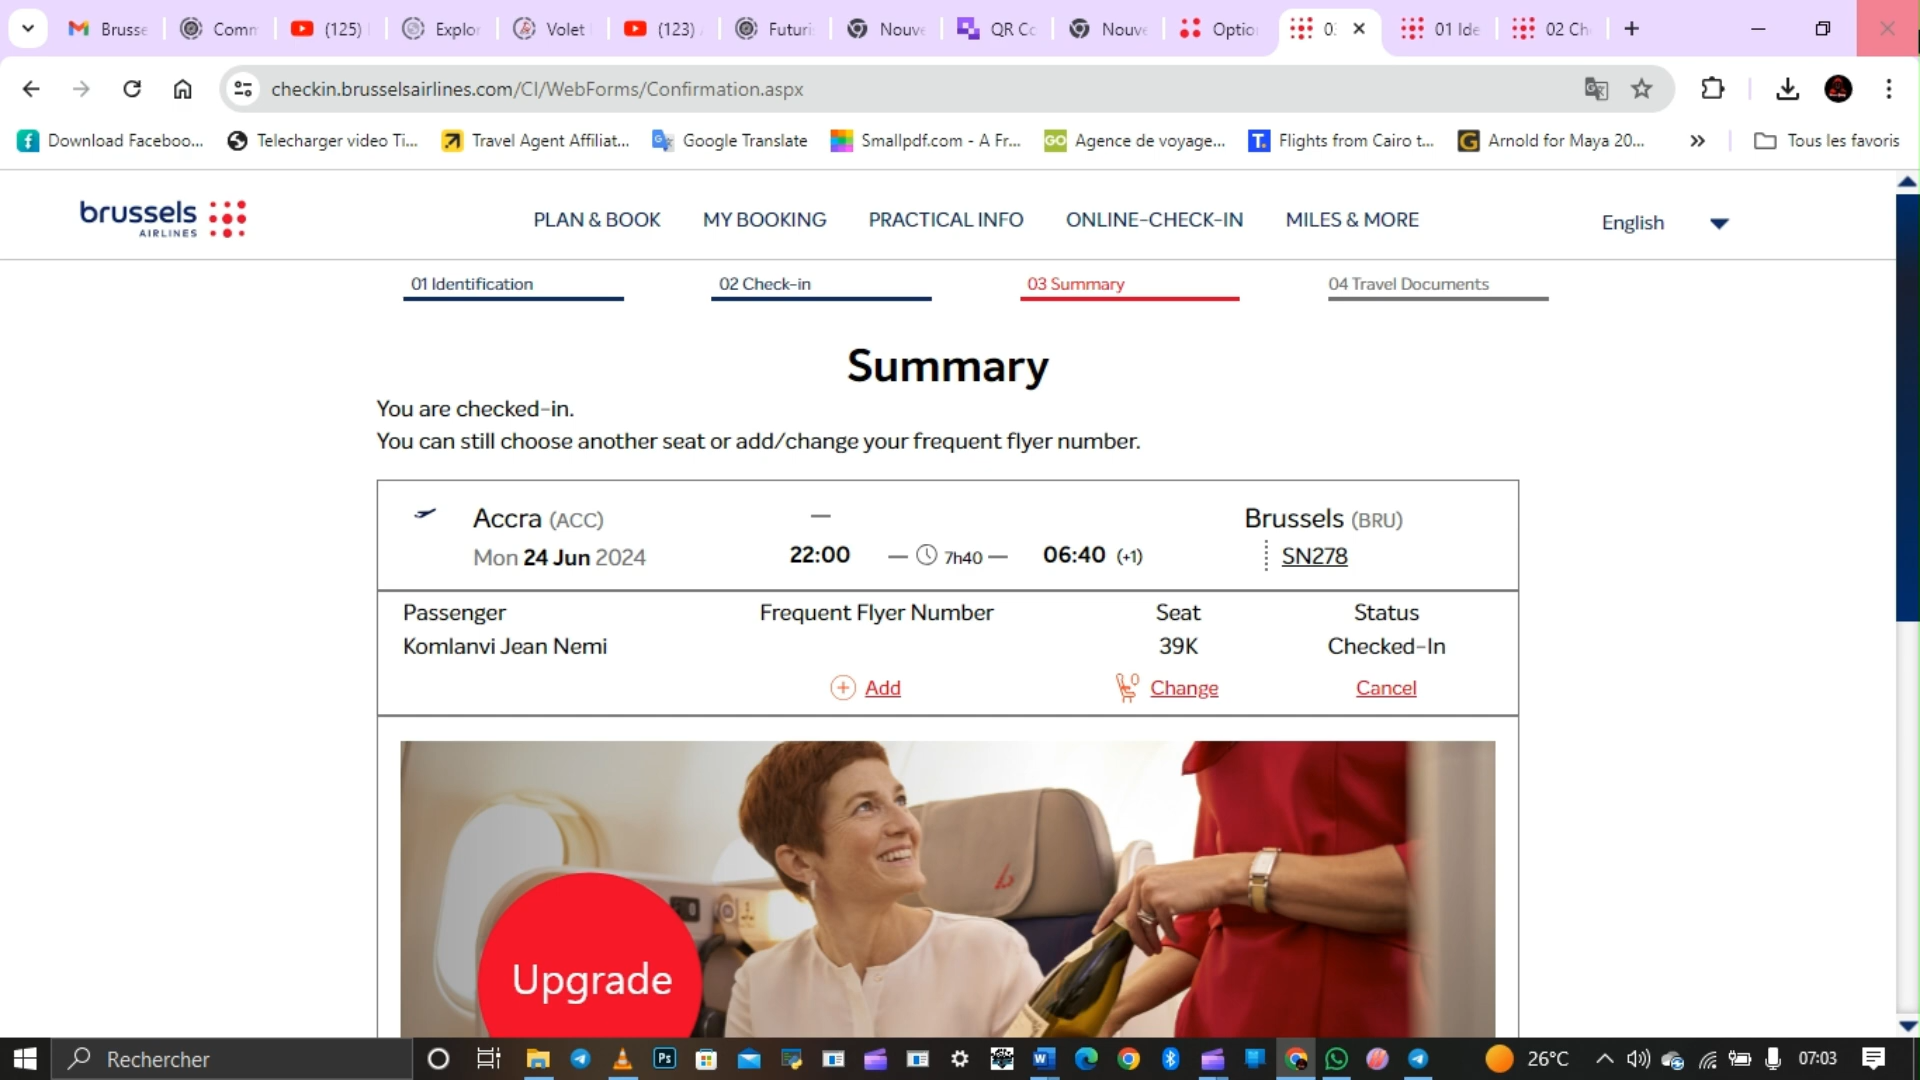 Brusse
Comm
(125)
Explor
Volet
(123)
Futuri
Nouve
QR Co
Nouve
Optio
03
01 Ide
02 Ch
checkin.brusselsairlines.com/CI/WebForms/Confirmation.aspx
Download Faceboo...
Telecharger video Ti...
Travel Agent Affiliat...
Google Translate
Smallpdf.com - A Fr...
GO
Agence de voyage...
T.
Flights from Cairo t...
Arnold for Maya 20...
Tous les favoris
brussels
AIRLINES
PLAN & BOOK
MY BOOKING
PRACTICAL INFO
ONLINE-CHECK-IN
MILES & MORE
English
01 Identification
02 Check-in
03 Summary
04 Travel Documents
Summary
You are checked-in.
You can still choose another seat or add/change your frequent flyer number.
Accra (ACC)
—
Brussels (BRU)
Mon 24 Jun 2024
22:00 — 7h40 — 06:40 (+1)
SN278
Passenger
Frequent Flyer Number
Seat
Status
Komlanvi Jean Nemi
39K
Checked-In
Add
Change
Cancel
Upgrade
Rechercher
Ps
26°C
07:03